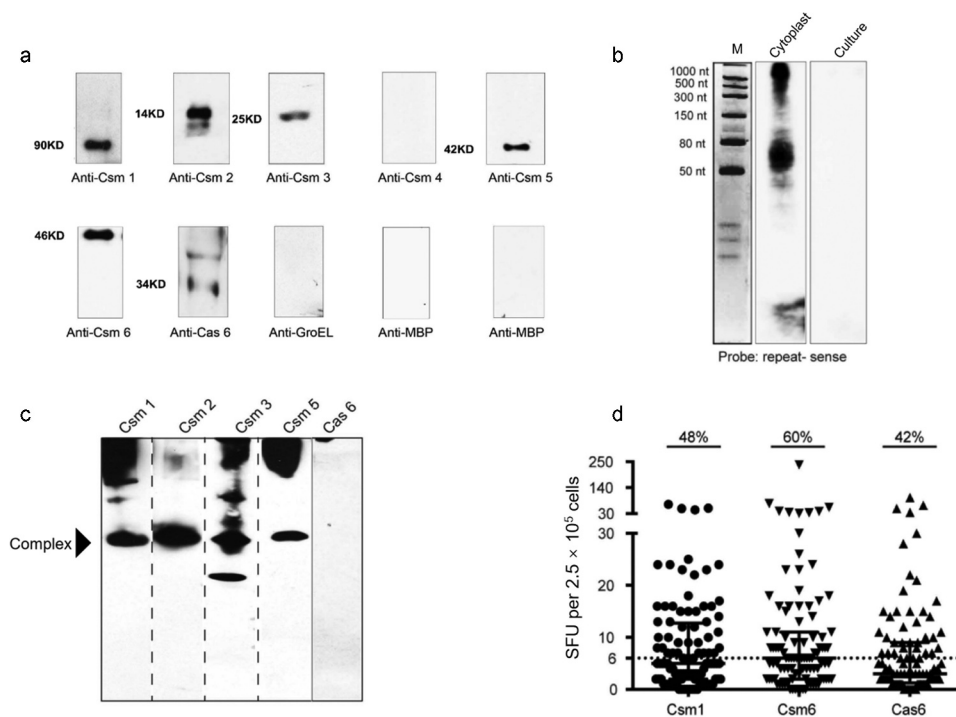 a
90KD
Anti-Csm 1
14KD
Anti-Csm 2
25KD
Anti-Csm 3
Anti-Csm 4
42KD
Anti-Csm 5
46KD
Anti-Csm 6
34KD
Anti-Cas 6
Anti-GroEL
Anti-MBP
Anti-MBP
b
M
Cytoplast
Culture
1000 nt
500 nt
300 nt
150 nt
80 nt
50 nt
Probe: repeat- sense
c
Csm 1
Csm 2
Csm 3
Csm 5
Cas 6
Complex
d
48%
60%
42%
SFU per 2.5 × 10⁵ cells
250
140
30
30
20
10
6
0
Csm1
Csm6
Cas6